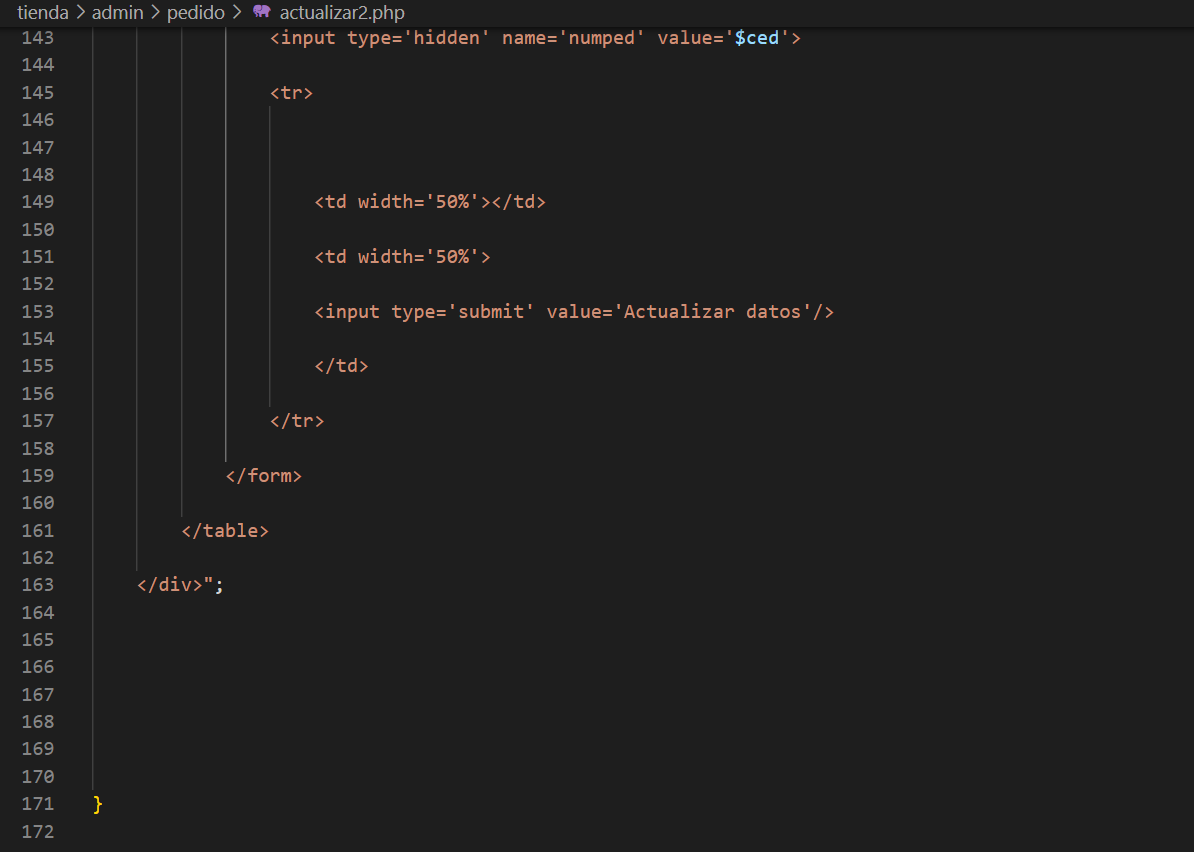 tienda > admin > pedido > actualizar2.php
143 <input type='hidden' name='numped' value='$ced'>
144
145 <tr>
146
147
148
149 <td width='50%'></td>
150
151 <td width='50%'>
152
153 <input type='submit' value='Actualizar datos'/>
154
155 </td>
156
157 </tr>
158
159 </form>
160
161 </table>
162
163 </div>";
164
165
166
167
168
169
170
171 }
172